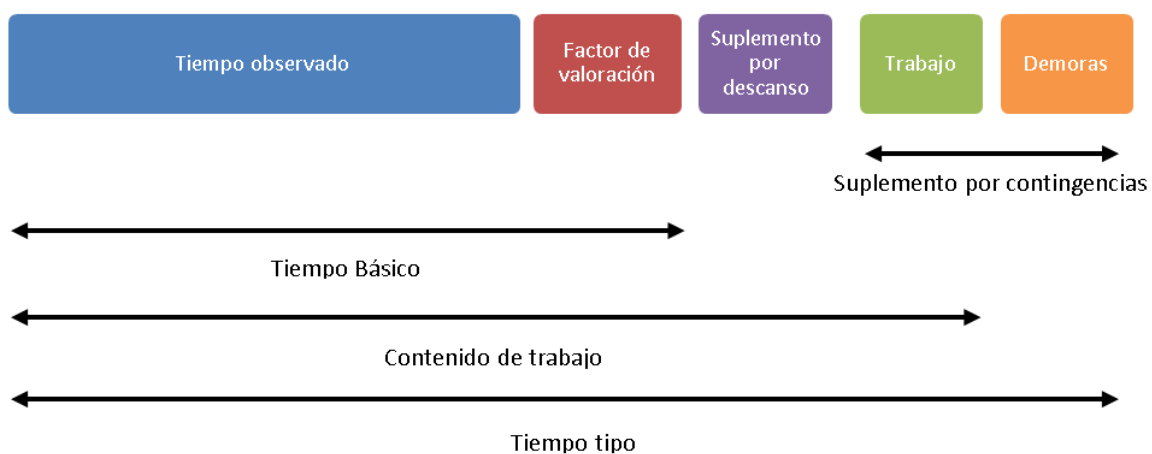 Tiempo observado
Factor de
valoración
Suplemento
por
descanso
Trabajo
Demoras
Suplemento por contingencias
Tiempo Básico
Contenido de trabajo
Tiempo tipo